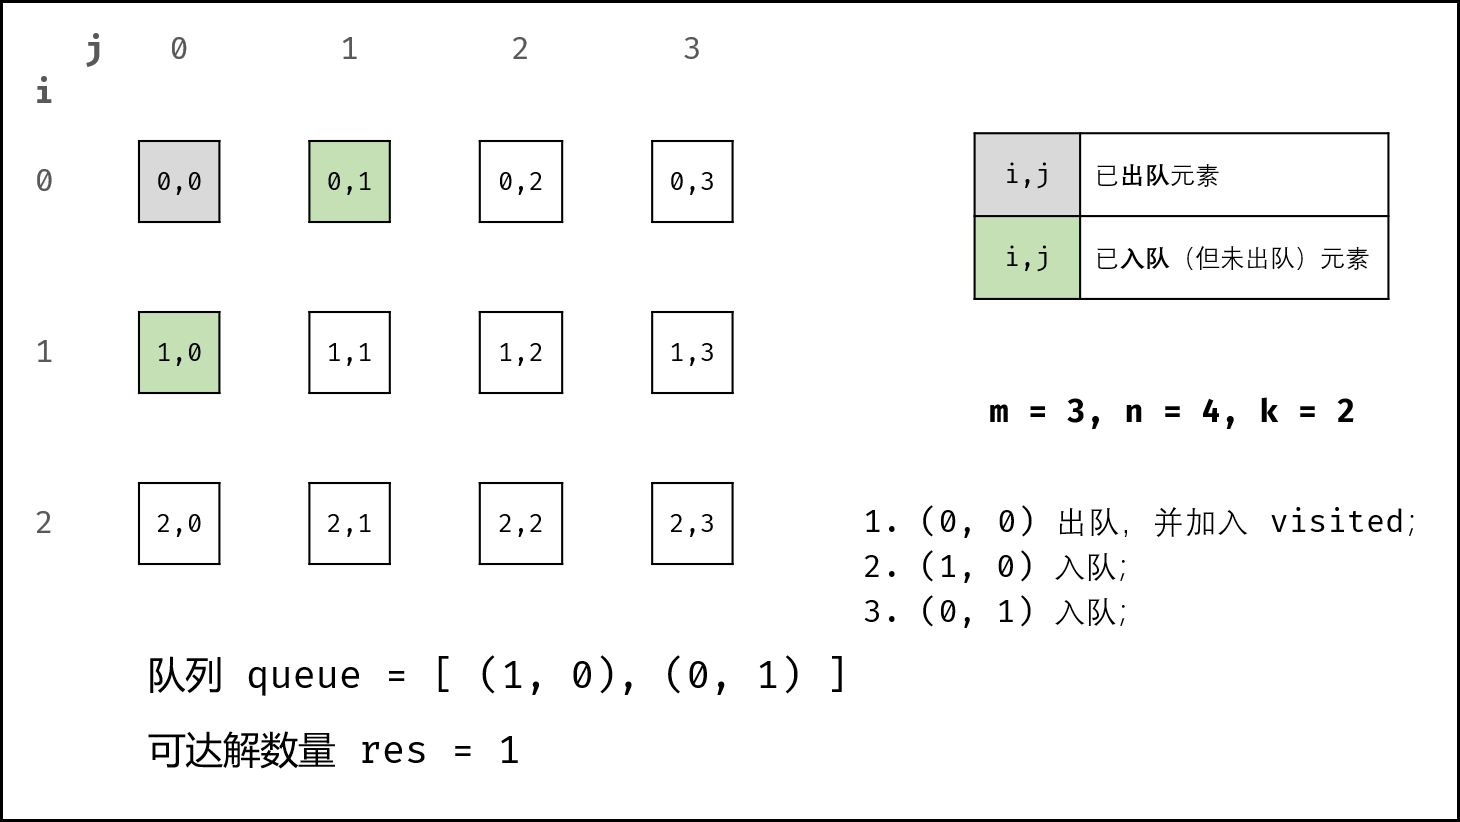 j 0 1 2 3
i
0 0,0 0,1 0,2 0,3
i,j 已出队元素
i,j 已入队（但未出队）元素
1 1,0 1,1 1,2 1,3
m = 3, n = 4, k = 2
2 2,0 2,1 2,2 2,3
1. (0, 0) 出队，并加入 visited；
2. (1, 0) 入队；
3. (0, 1) 入队；
队列 queue = [ (1, 0), (0, 1) ]
可达解数量 res = 1